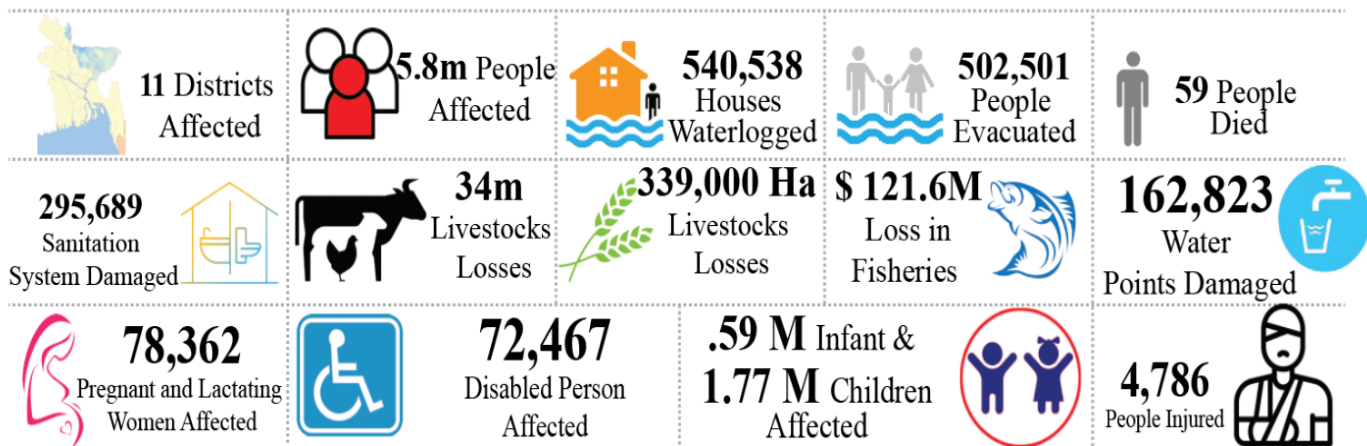 11 Districts
Affected
5.8m People
Affected
540,538
Houses
Waterlogged
502,501
People
Evacuated
59 People
Died
295,689
Sanitation
System Damaged
34m
Livestocks
Losses
339,000 Ha
Livestocks
Losses
$ 121.6M
Loss in
Fisheries
162,823
Water
Points Damaged
78,362
Pregnant and Lactating
Women Affected
72,467
Disabled Person
Affected
.59 M Infant &
1.77 M Children
Affected
4,786
People Injured